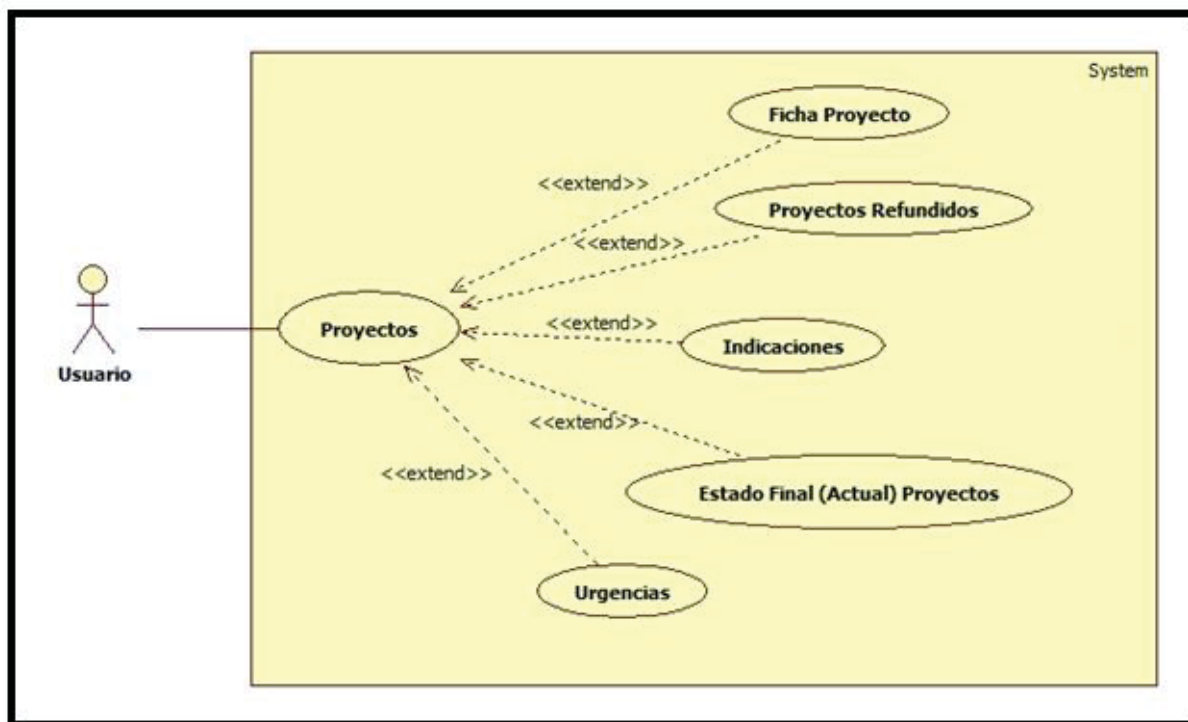 System
Ficha Proyecto
<<extend>>
Proyectos Refundidos
<<extend>>
Proyectos
<<extend>>
Indicaciones
Usuario
<<extend>>
<<extend>>
Estado Final (Actual) Proyectos
Urgencias